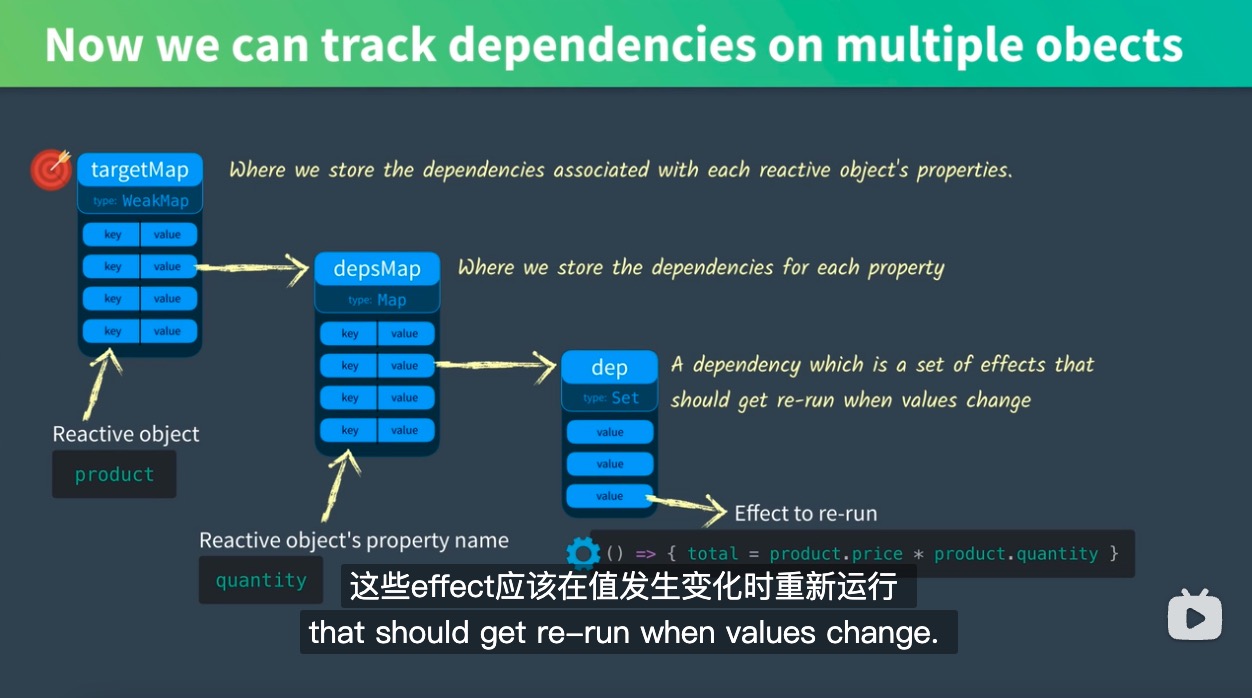 Now we can track dependencies on multiple obects
targetMap
type: WeakMap
key value
key value
key value
key value
Where we store the dependencies associated with each reactive object's properties.
depsMap
type: Map
key value
key value
key value
key value
Where we store the dependencies for each property
dep
type: Set
value
value
value
A dependency which is a set of effects that
should get re-run when values change
Reactive object
product
Reactive object's property name
quantity
Effect to re-run
() => { total = product.price * product.quantity }
这些effect应该在值发生变化时重新运行
that should get re-run when values change.